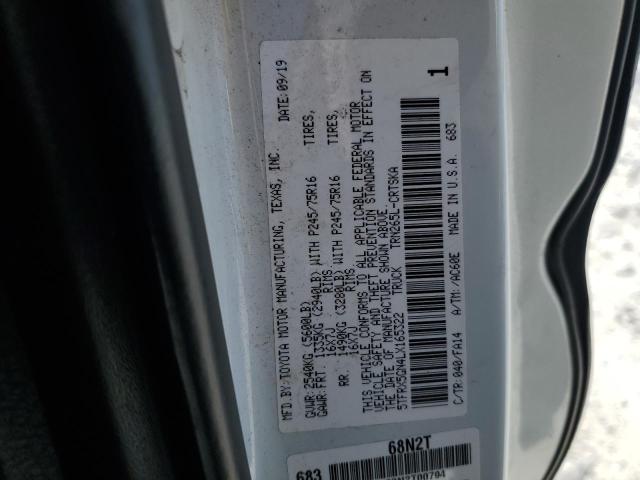 MFD. BY: TOYOTA MOTOR MANUFACTURING, TEXAS, INC. DATE: 09/19
GVWR: 2540KG (5600LB)
GAWR: FRT. 1335KG (2940LB) WITH P245/75R16 TIRES,
16X7J RIMS
RR. 1490KG (3280LB) WITH P245/75R16 TIRES,
16X7J RIMS
THIS VEHICLE CONFORMS TO ALL APPLICABLE FEDERAL MOTOR
VEHICLE SAFETY AND THEFT PREVENTION STANDARDS IN EFFECT ON
THE DATE OF MANUFACTURE SHOWN ABOVE.
5TFRX5GN4LX165322 TRUCK TRN265L-CRTSKA
1
C/TR: 040/FA14 A/TM: /AC60E MADE IN U.S.A. 683
683 68N2T